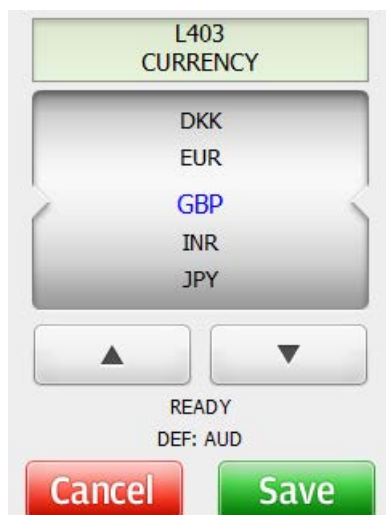 L403
CURRENCY
DKK
EUR
GBP
INR
JPY
READY
DEF: AUD
Cancel Save